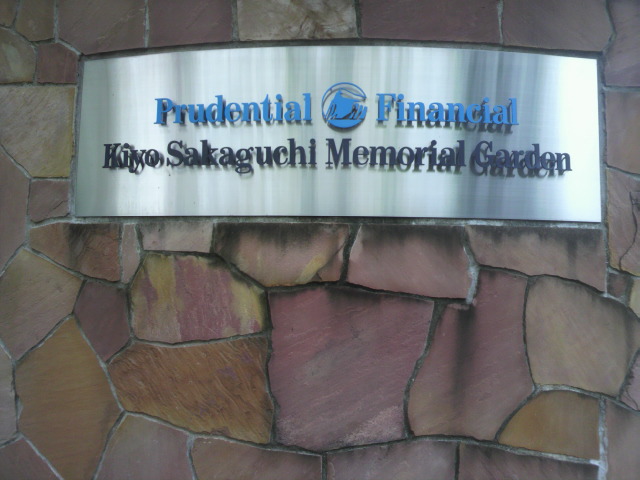 Prudential Financial
Kiyo Sakaguchi Memorial Garden